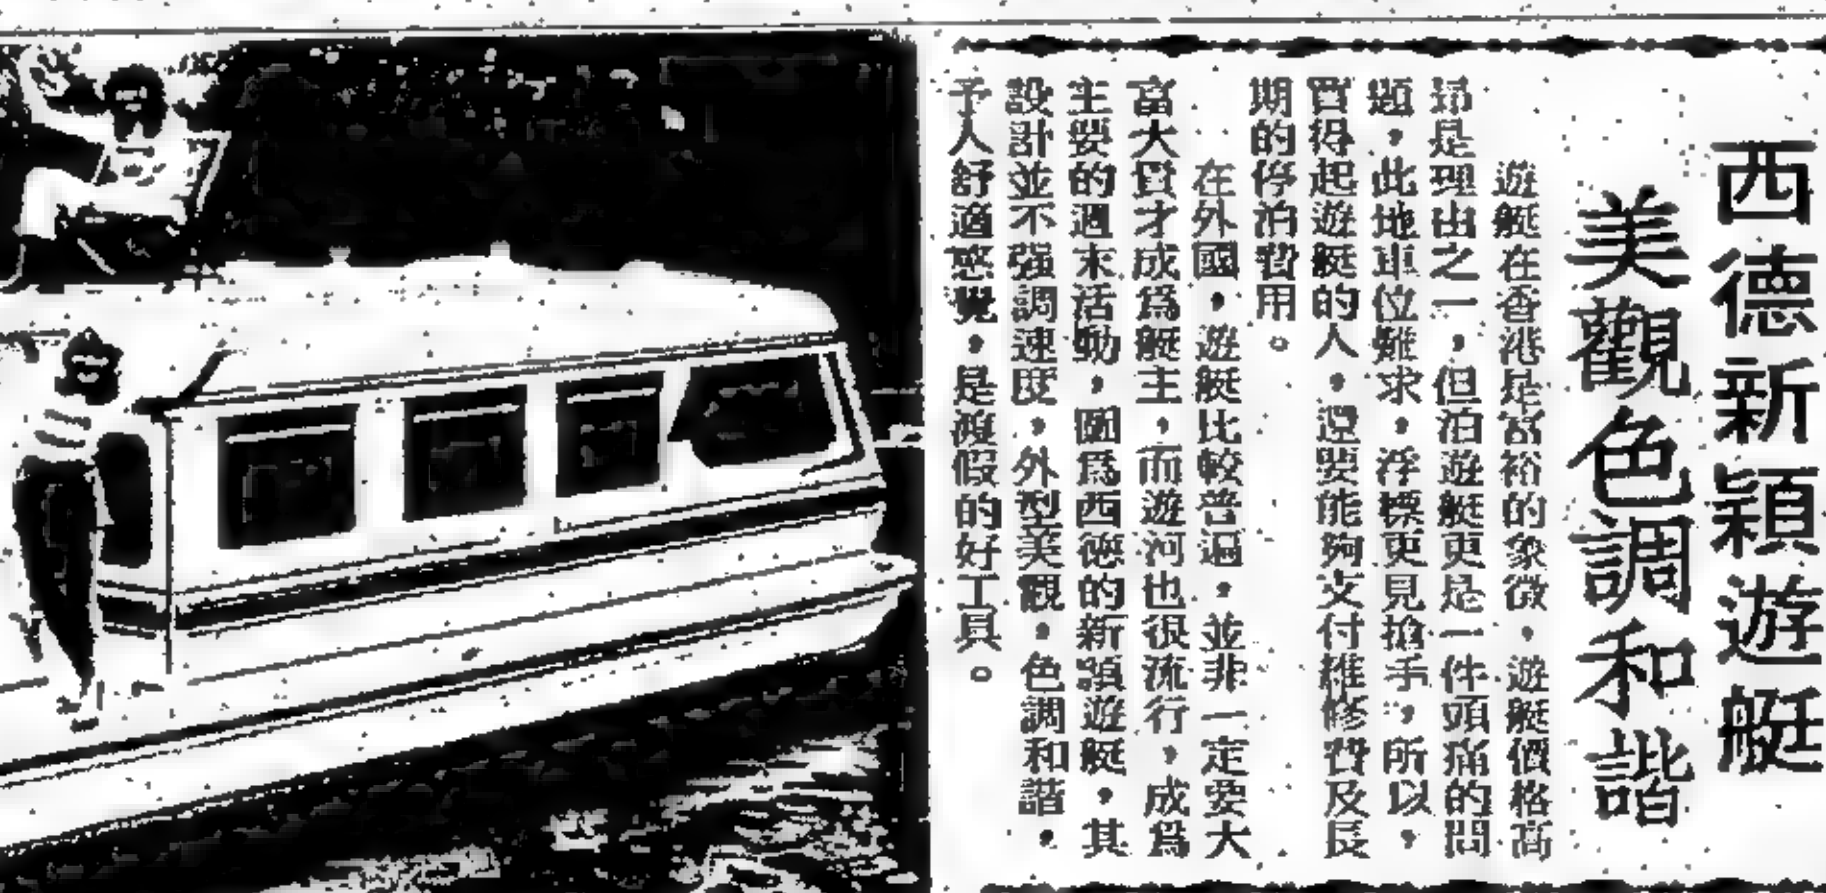 西德新穎遊艇
美觀色調和諧
遊艇在香港是富裕的象徵，遊艇價格高
昂是理由之一，但泊遊艇更是一件頭痛的問
題，此地車位難求，浮標更見搶手，所以，
買得起遊艇的人，還要能夠支付維修費及長
期的停泊費用。
在外國，遊艇比較普遍，並非一定要大
富大貴才成爲艇主，而遊河也很流行，成爲
主要的週末活動，圖爲西德的新穎遊艇，其
設計並不强調速度，外型美觀，色調和諧，
予人舒適感覺，是渡假的好工具。